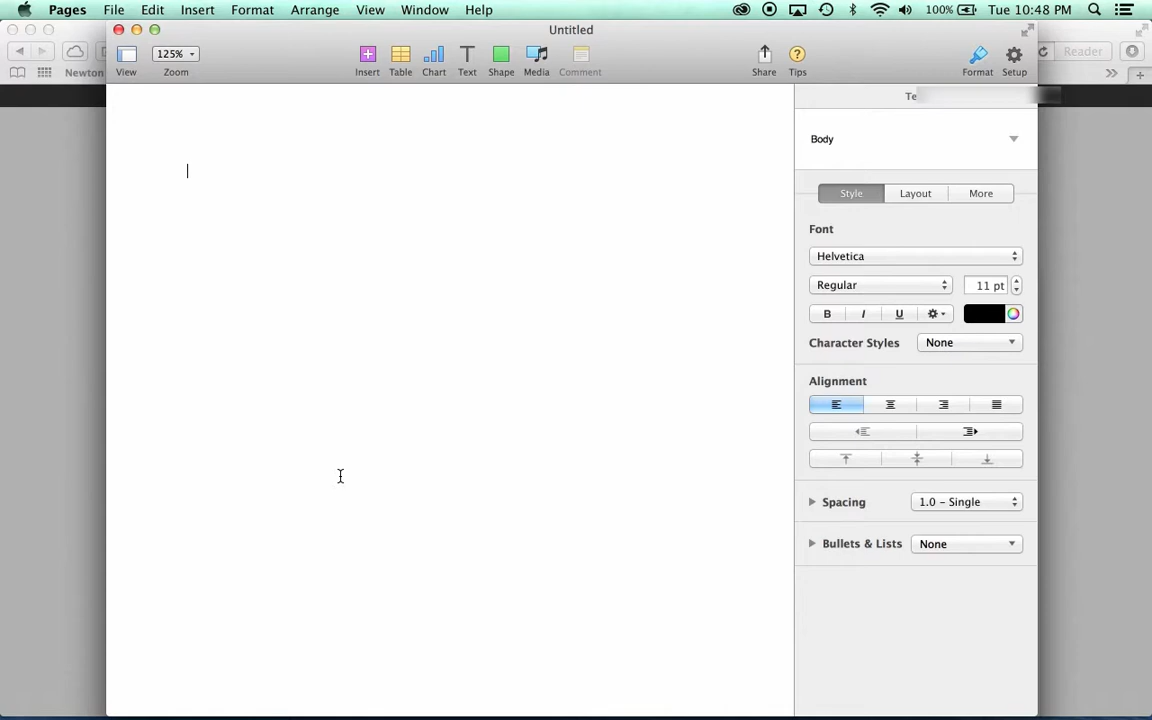 Pages File Edit Insert Format Arrange View Window Help 100% Tue 10:48 PM
Untitled
125%
View Zoom Insert Table Chart Text Shape Media Comment Share Tips Format Setup
Reader
Newton
Body
Style Layout More
Font
Helvetica
Regular 11 pt
B I U
Character Styles None
Alignment
Spacing 1.0 – Single
Bullets & Lists None